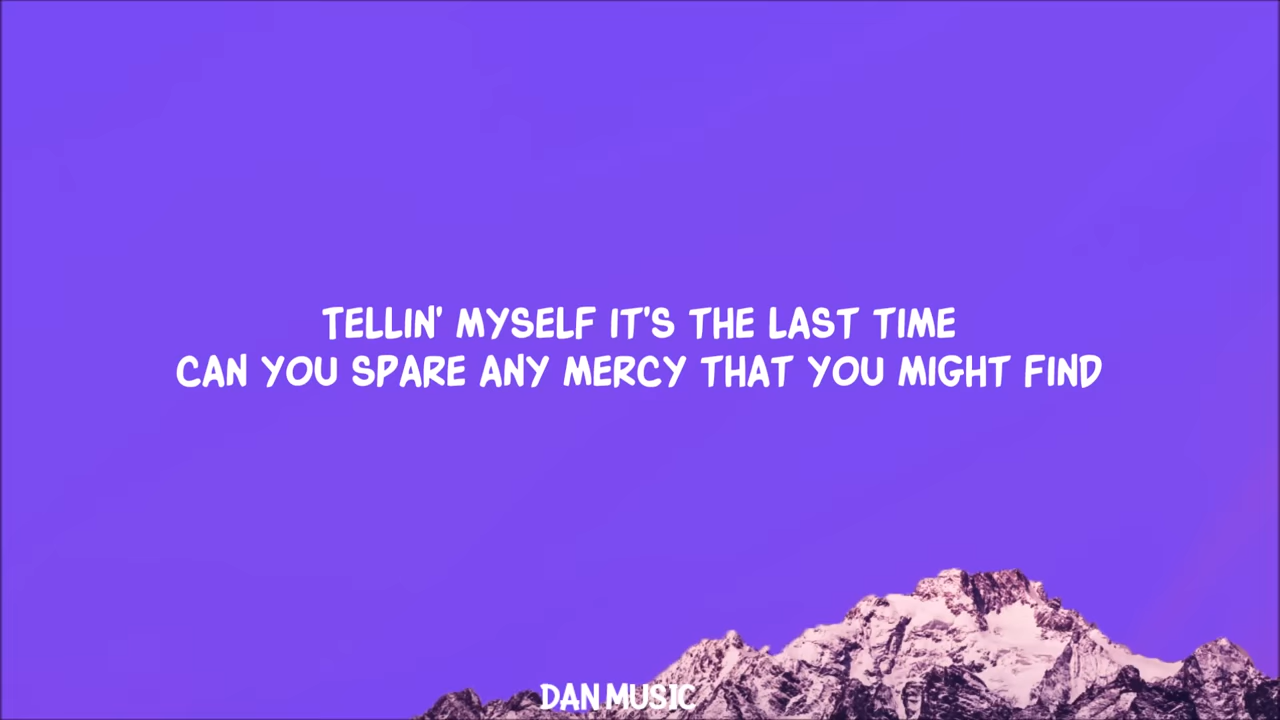 TELLIN' MYSELF IT'S THE LAST TIME
CAN YOU SPARE ANY MERCY THAT YOU MIGHT FIND
DAN MUSIC